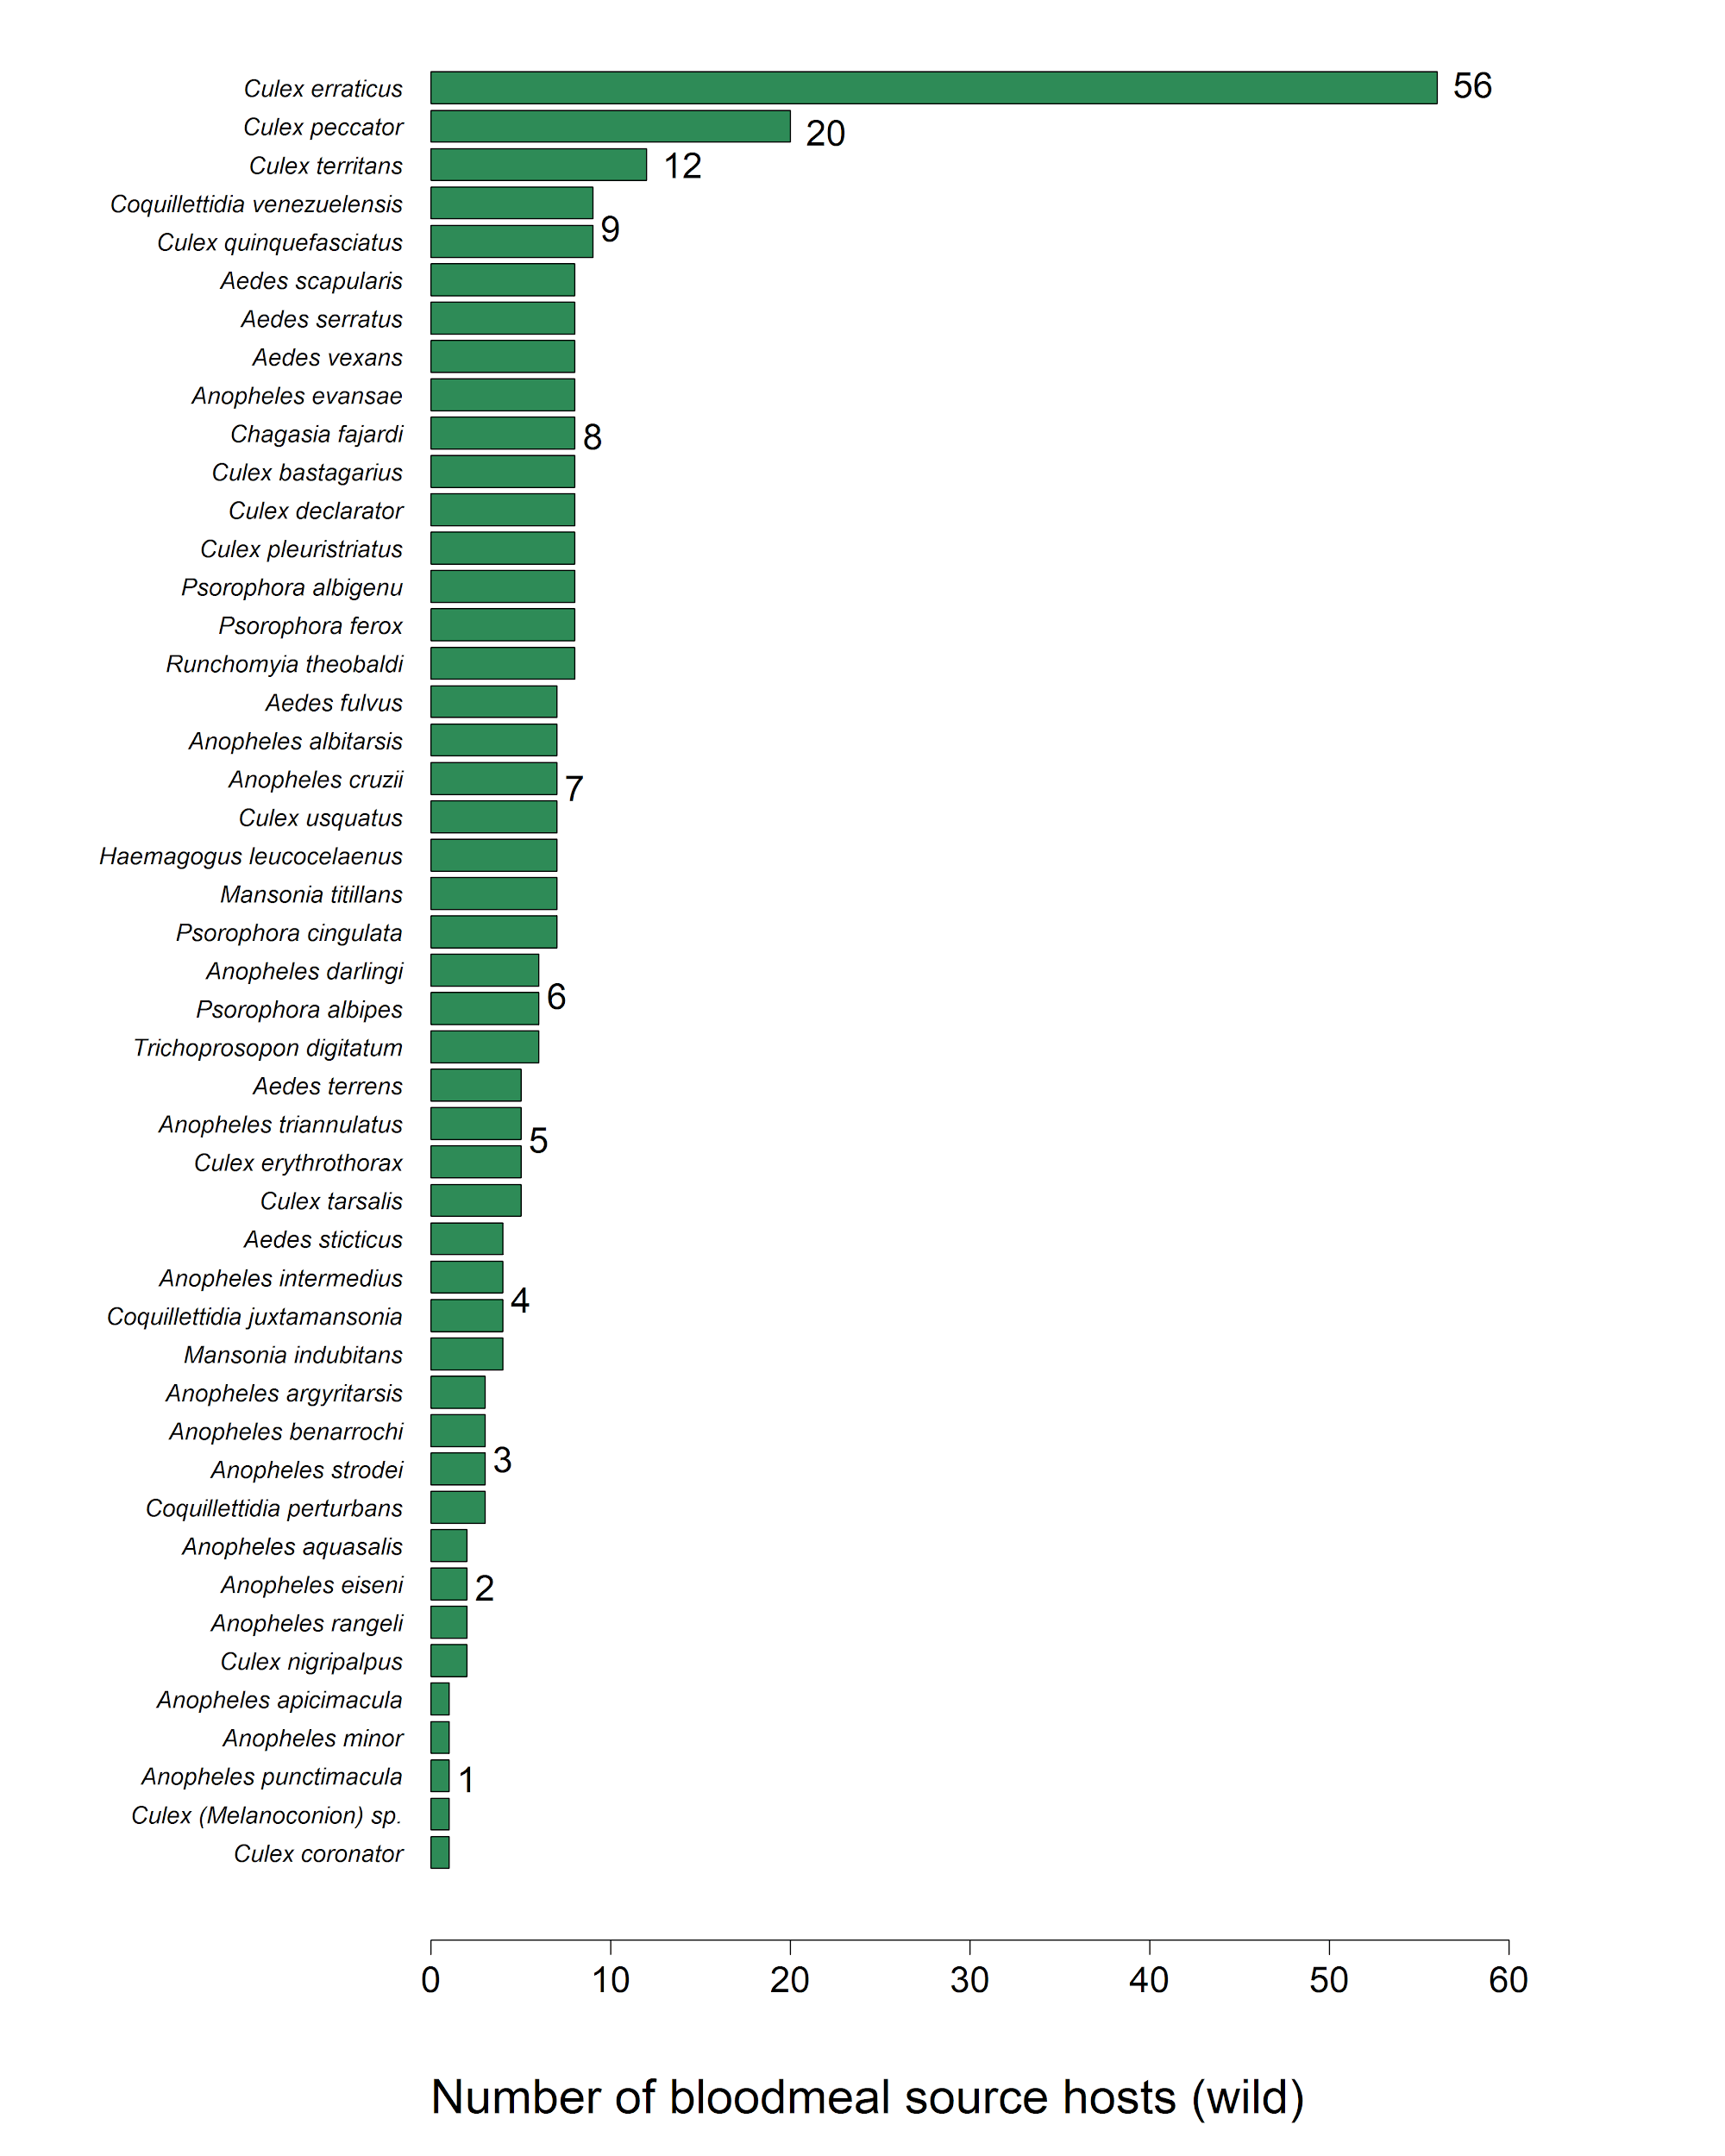 Culex erraticus 56
Culex peccator 20
Culex territans 12
Coquillettidia venezuelensis
9
Culex quinquefasciatus
Aedes scapularis
Aedes serratus
Aedes vexans
Anopheles evansae
Chagasia fajardi 8
Culex bastagarius
Culex declarator
Culex pleuristriatus
Psorophora albigenu
Psorophora ferox
Runchomyia theobaldi
Aedes fulvus
Anopheles albitarsis
Anopheles cruzii 7
Culex usquatus
Haemagogus leucocelaenus
Mansonia titillans
Psorophora cingulata
Anopheles darlingi
6
Psorophora albipes
Trichoprosopon digitatum
Aedes terrens
Anopheles triannulatus
5
Culex erythrothorax
Culex tarsalis
Aedes sticticus
Anopheles intermedius
4
Coquillettidia juxtamansonia
Mansonia indubitans
Anopheles argyritarsis
Anopheles benarrochi
Anopheles strodei 3
Coquillettidia perturbans
Anopheles aquasalis
Anopheles eiseni 2
Anopheles rangeli
Culex nigripalpus
Anopheles apicimacula
Anopheles minor
Anopheles punctimacula 1
Culex (Melanoconion) sp.
Culex coronator
0 10 20 30 40 50 60
Number of bloodmeal source hosts (wild)